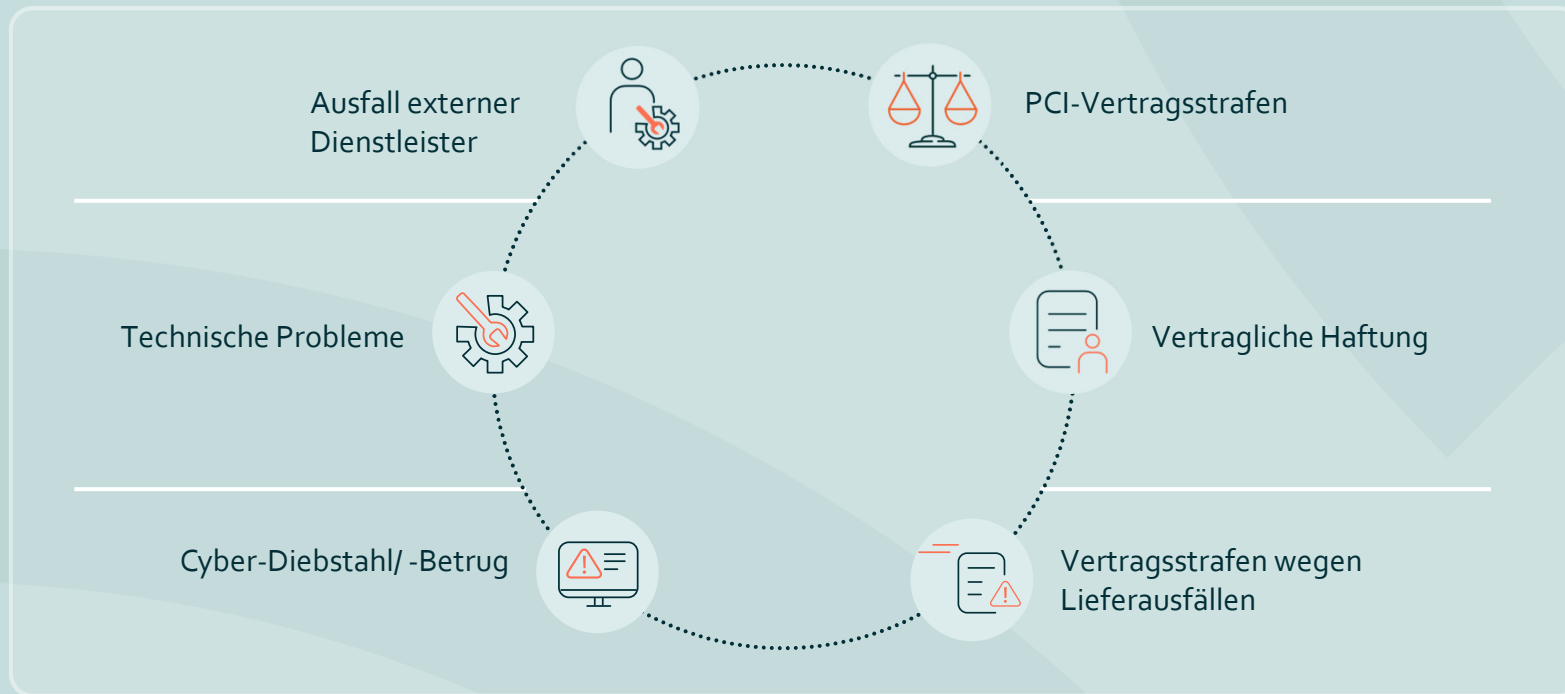 Ausfall externer
Dienstleister
PCI-Vertragsstrafen
Technische Probleme
Vertragliche Haftung
Cyber-Diebstahl/ -Betrug
Vertragsstrafen wegen
Lieferausfällen